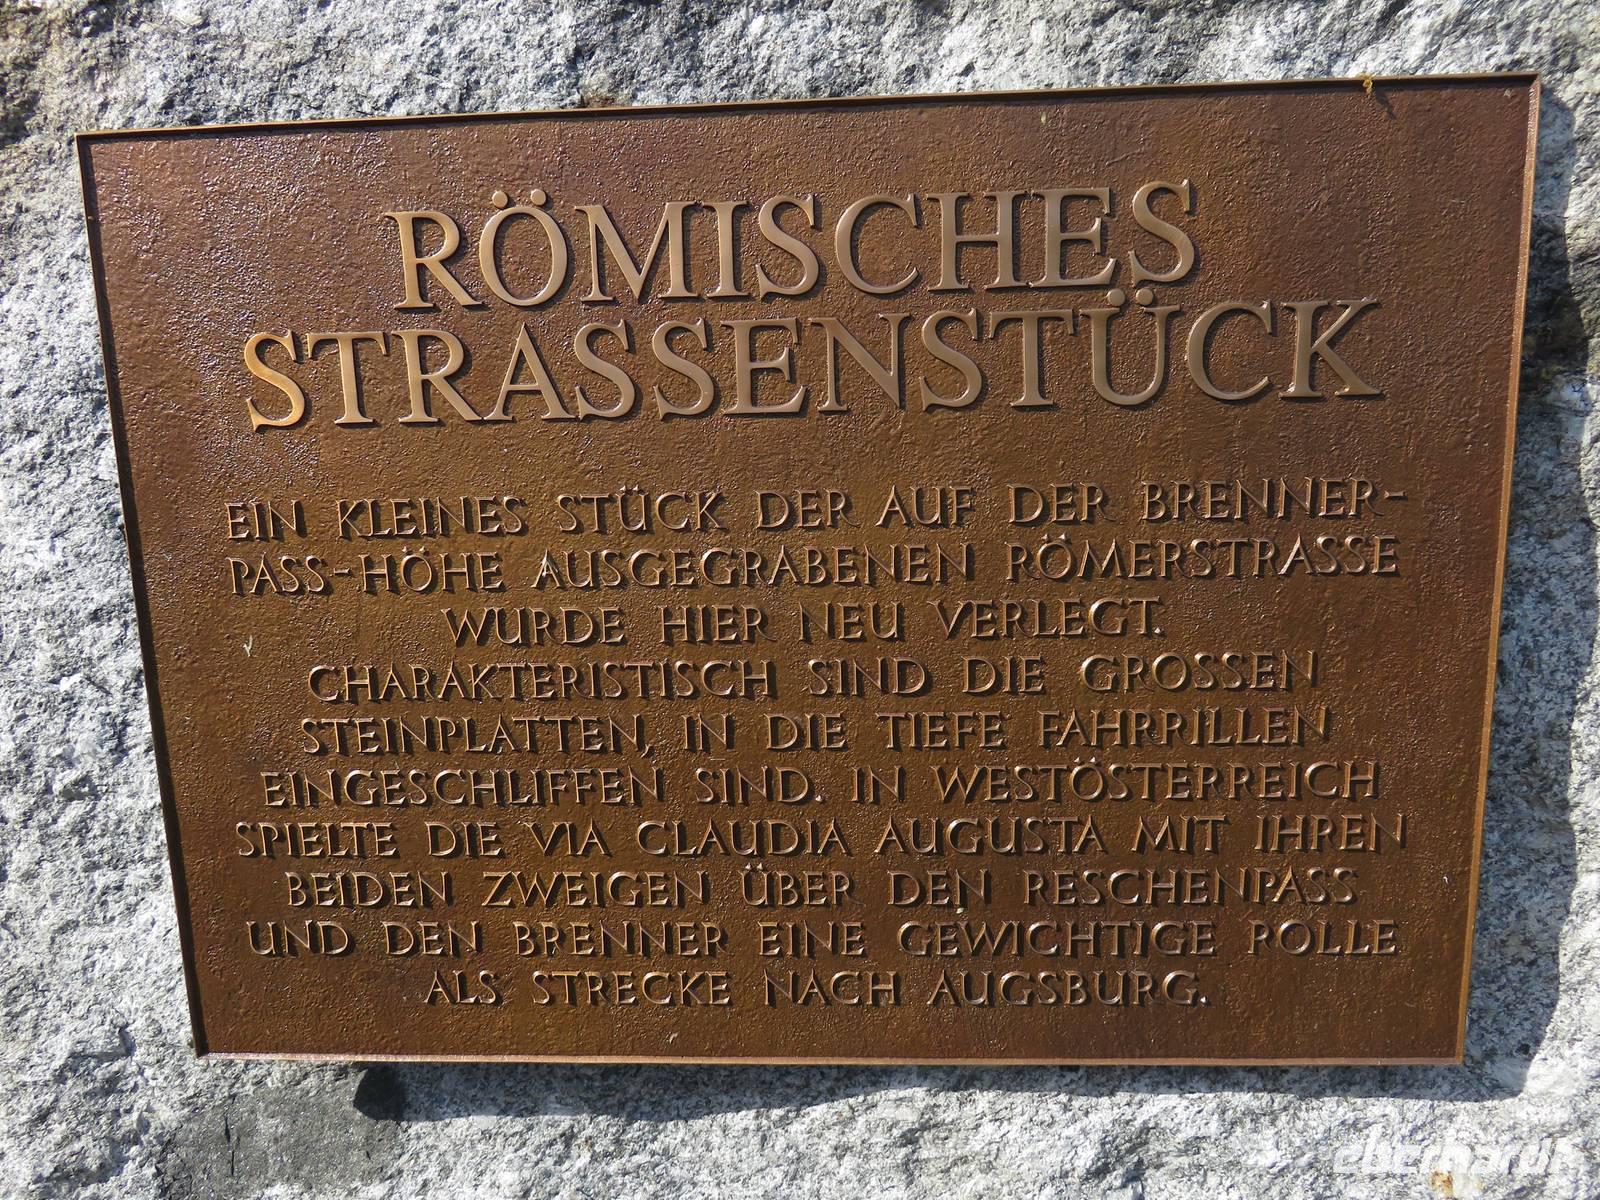 RÖMISCHES
STRASSENSTÜCK
EIN KLEINES STÜCK DER AUF DER BRENNER-
PASS-HÖHE AUSGEGRABENEN RÖMERSTRASSE
WURDE HIER NEU VERLEGT.
CHARAKTERISTISCH SIND DIE GROSSEN
STEINPLATTEN, IN DIE TIEFE FAHRRILLEN
EINGESCHLIFFEN SIND. IN WESTÖSTERREICH
SPIELTE DIE VIA CLAUDIA AUGUSTA MIT IHREN
BEIDEN ZWEIGEN ÜBER DEN RESCHENPASS
UND DEN BRENNER EINE GEWICHTIGE ROLLE
ALS STRECKE NACH AUGSBURG.
eberhardt